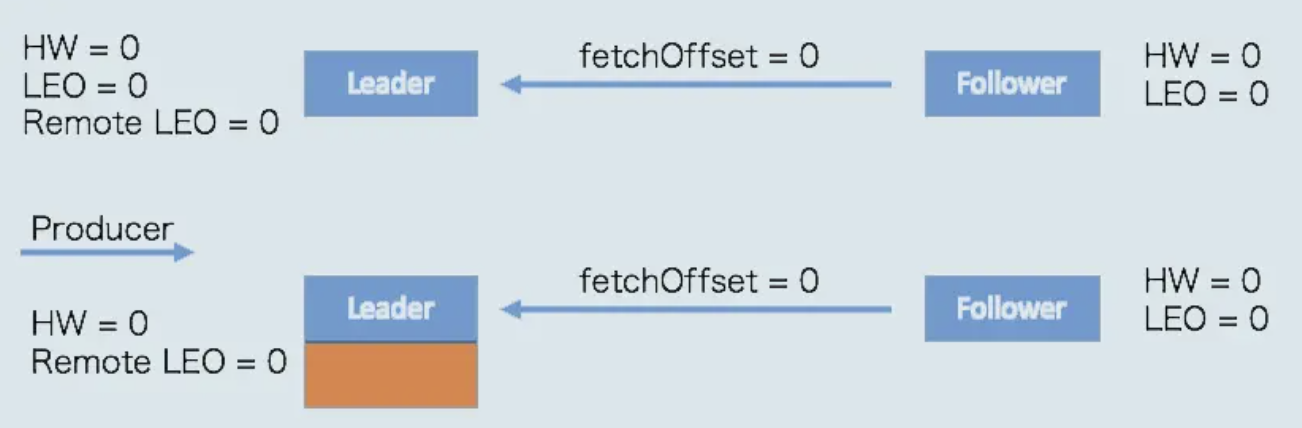 HW = 0
LEO = 0
Remote LEO = 0
Leader
fetchOffset = 0
Follower
HW = 0
LEO = 0
Producer
HW = 0
Remote LEO = 0
Leader
fetchOffset = 0
Follower
HW = 0
LEO = 0